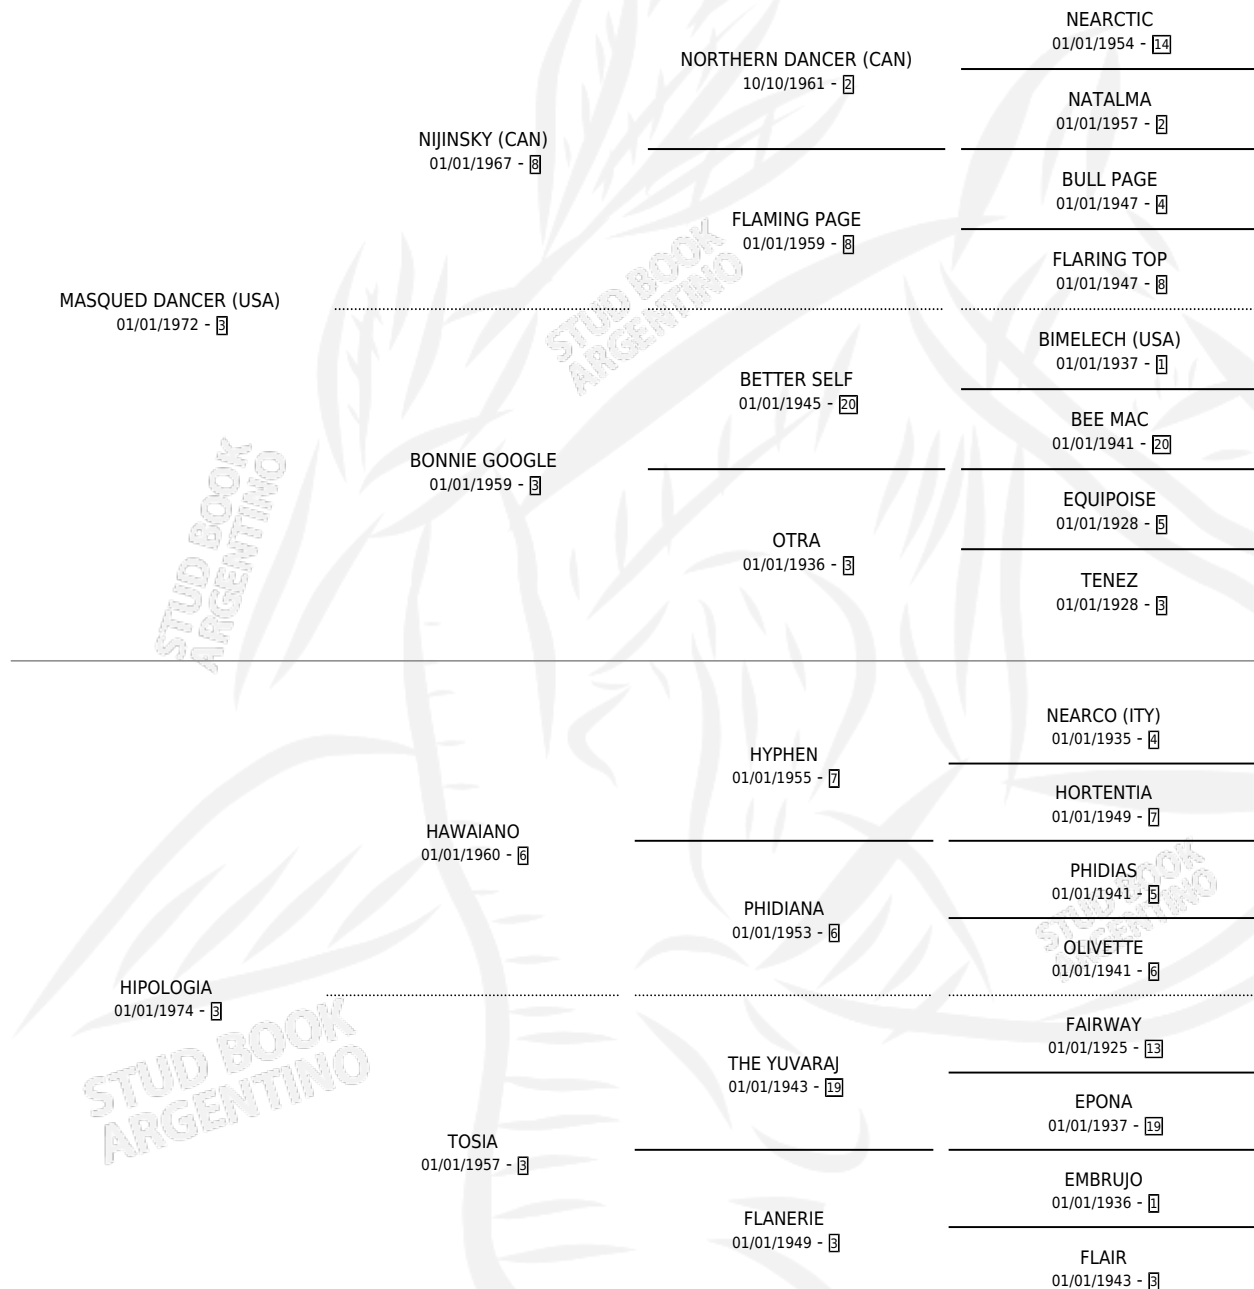 NEARCTIC
01/01/1954 - 14
NORTHERN DANCER (CAN)
10/10/1961 - 2
NATALMA
01/01/1957 - 2
NIJINSKY (CAN)
01/01/1967 - 8
BULL PAGE
01/01/1947 - 4
FLAMING PAGE
01/01/1959 - 8
FLARING TOP
01/01/1947 - 8
MASQUED DANCER (USA)
01/01/1972 - 3
BIMELECH (USA)
01/01/1937 - 1
BETTER SELF
01/01/1945 - 20
BEE MAC
01/01/1941 - 20
BONNIE GOOGLE
01/01/1959 - 3
EQUIPOISE
01/01/1928 - 5
OTRA
01/01/1936 - 3
TENEZ
01/01/1928 - 3
NEARCO (ITY)
01/01/1935 - 4
HYPHEN
01/01/1955 - 7
HORTENTIA
01/01/1949 - 7
HAWAIANO
01/01/1960 - 6
PHIDIAS
01/01/1941 - 5
PHIDIANA
01/01/1953 - 6
OLIVETTE
01/01/1941 - 6
HIPOLOGIA
01/01/1974 - 3
FAIRWAY
01/01/1925 - 13
THE YUVARAJ
01/01/1943 - 19
EPONA
01/01/1937 - 19
TOSIA
01/01/1957 - 3
EMBRUJO
01/01/1936 - 1
FLANERIE
01/01/1949 - 3
FLAIR
01/01/1943 - 3
STUD BOOK
ARGENTINO
STUD BOOK
ARGENTINO
STUD BOOK
ARGENTINO
STUD BOOK
ARGENTINO